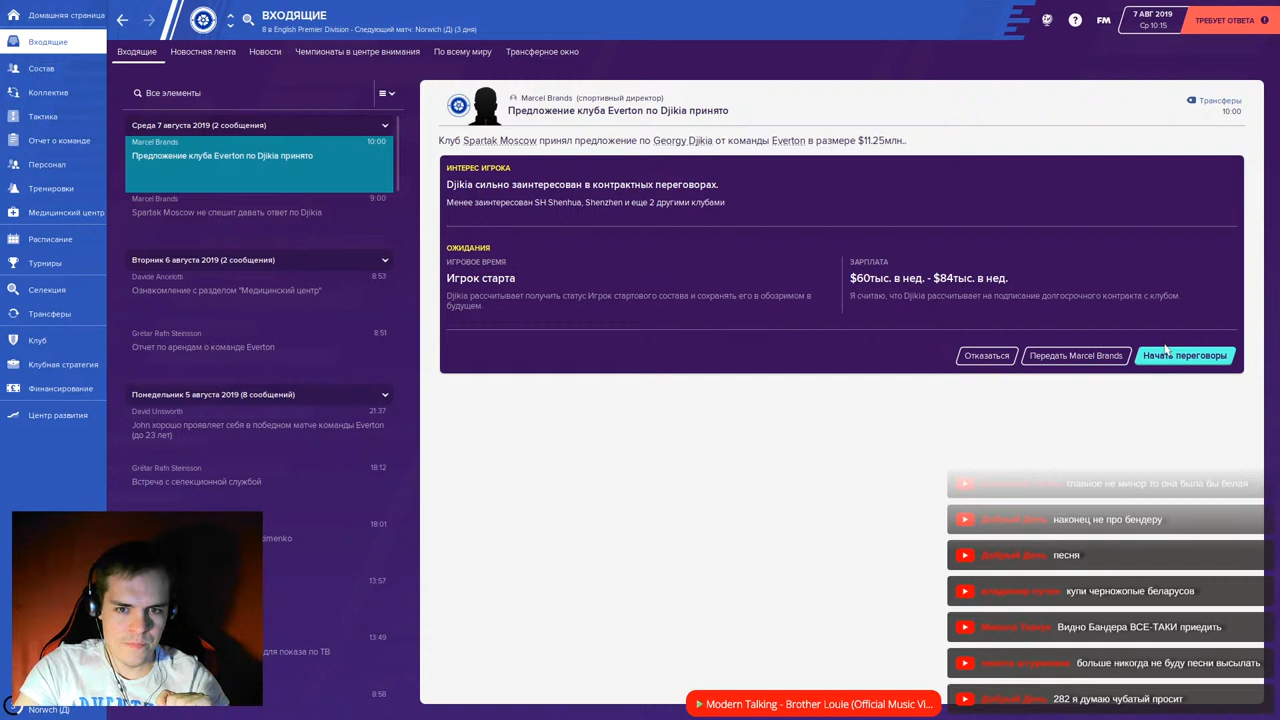 Домашняя страница
Входящие
Состав
Коллектив
Тактика
Отчет о команде
Персонал
Тренировки
Медицинский центр
Расписание
Турниры
Селекция
Трансферы
Клуб
Клубная стратегия
Финансирование
Центр развития
Norwch (Д)
ВХОДЯЩИЕ
8 в English Premier Division - Следующий матч: Norwich (Д) (3 дня)
FM
7 АВГ 2019
Ср 10:15
ТРЕБУЕТ ОТВЕТА
Входящие Новостная лента Новости Чемпионаты в центре внимания По всему миру Трансферное окно
Все элементы
Среда 7 августа 2019 (2 сообщения)
Marcel Brands 10:00
Предложение клуба Everton по Djikia принято
Marcel Brands 9:00
Spartak Moscow не спешит давать ответ по Djikia
Вторник 6 августа 2019 (2 сообщения)
Davide Ancelotti 8:53
Ознакомление с разделом "Медицинский центр"
Grétar Rafn Steinsson 8:51
Отчет по арендам о команде Everton
Понедельник 5 августа 2019 (8 сообщений)
David Unsworth 21:37
John хорошо проявляет себя в победном матче команды Everton
(до 23 лет)
Grétar Rafn Steinsson 18:12
Встреча с селекционной службой
18:01
kimenko
13:57
13:49
для показа по ТВ
8:58
Marcel Brands (спортивный директор)
Предложение клуба Everton по Djikia принято
Трансферы
10:00
Клуб Spartak Moscow принял предложение по Georgy Djikia от команды Everton в размере $11.25млн..
ИНТЕРЕС ИГРОКА
Djikia сильно заинтересован в контрактных переговорах.
Менее заинтересован SH Shenhua, Shenzhen и еще 2 другими клубами
ОЖИДАНИЯ
ИГРОВОЕ ВРЕМЯ
Игрок старта
Djikia рассчитывает получить статус Игрок стартового состава и сохранять его в обозримом в
будущем.
ЗАРПЛАТА
$60тыс. в нед. - $84тыс. в нед.
Я считаю, что Djikia рассчитывает на подписание долгосрочного контракта с клубом.
Отказаться Передать Marcel Brands Начать переговоры
главное не минор то она была бы белая
Добрый День наконец не про бендеру
Добрый День песня
купи черножопые беларусов
Видно Бандера ВСЕ-ТАКИ приедить
больше никогда не буду песни высылать
Добрый День 282 я думаю чубатый просит
Modern Talking - Brother Louie (Official Music Vi...